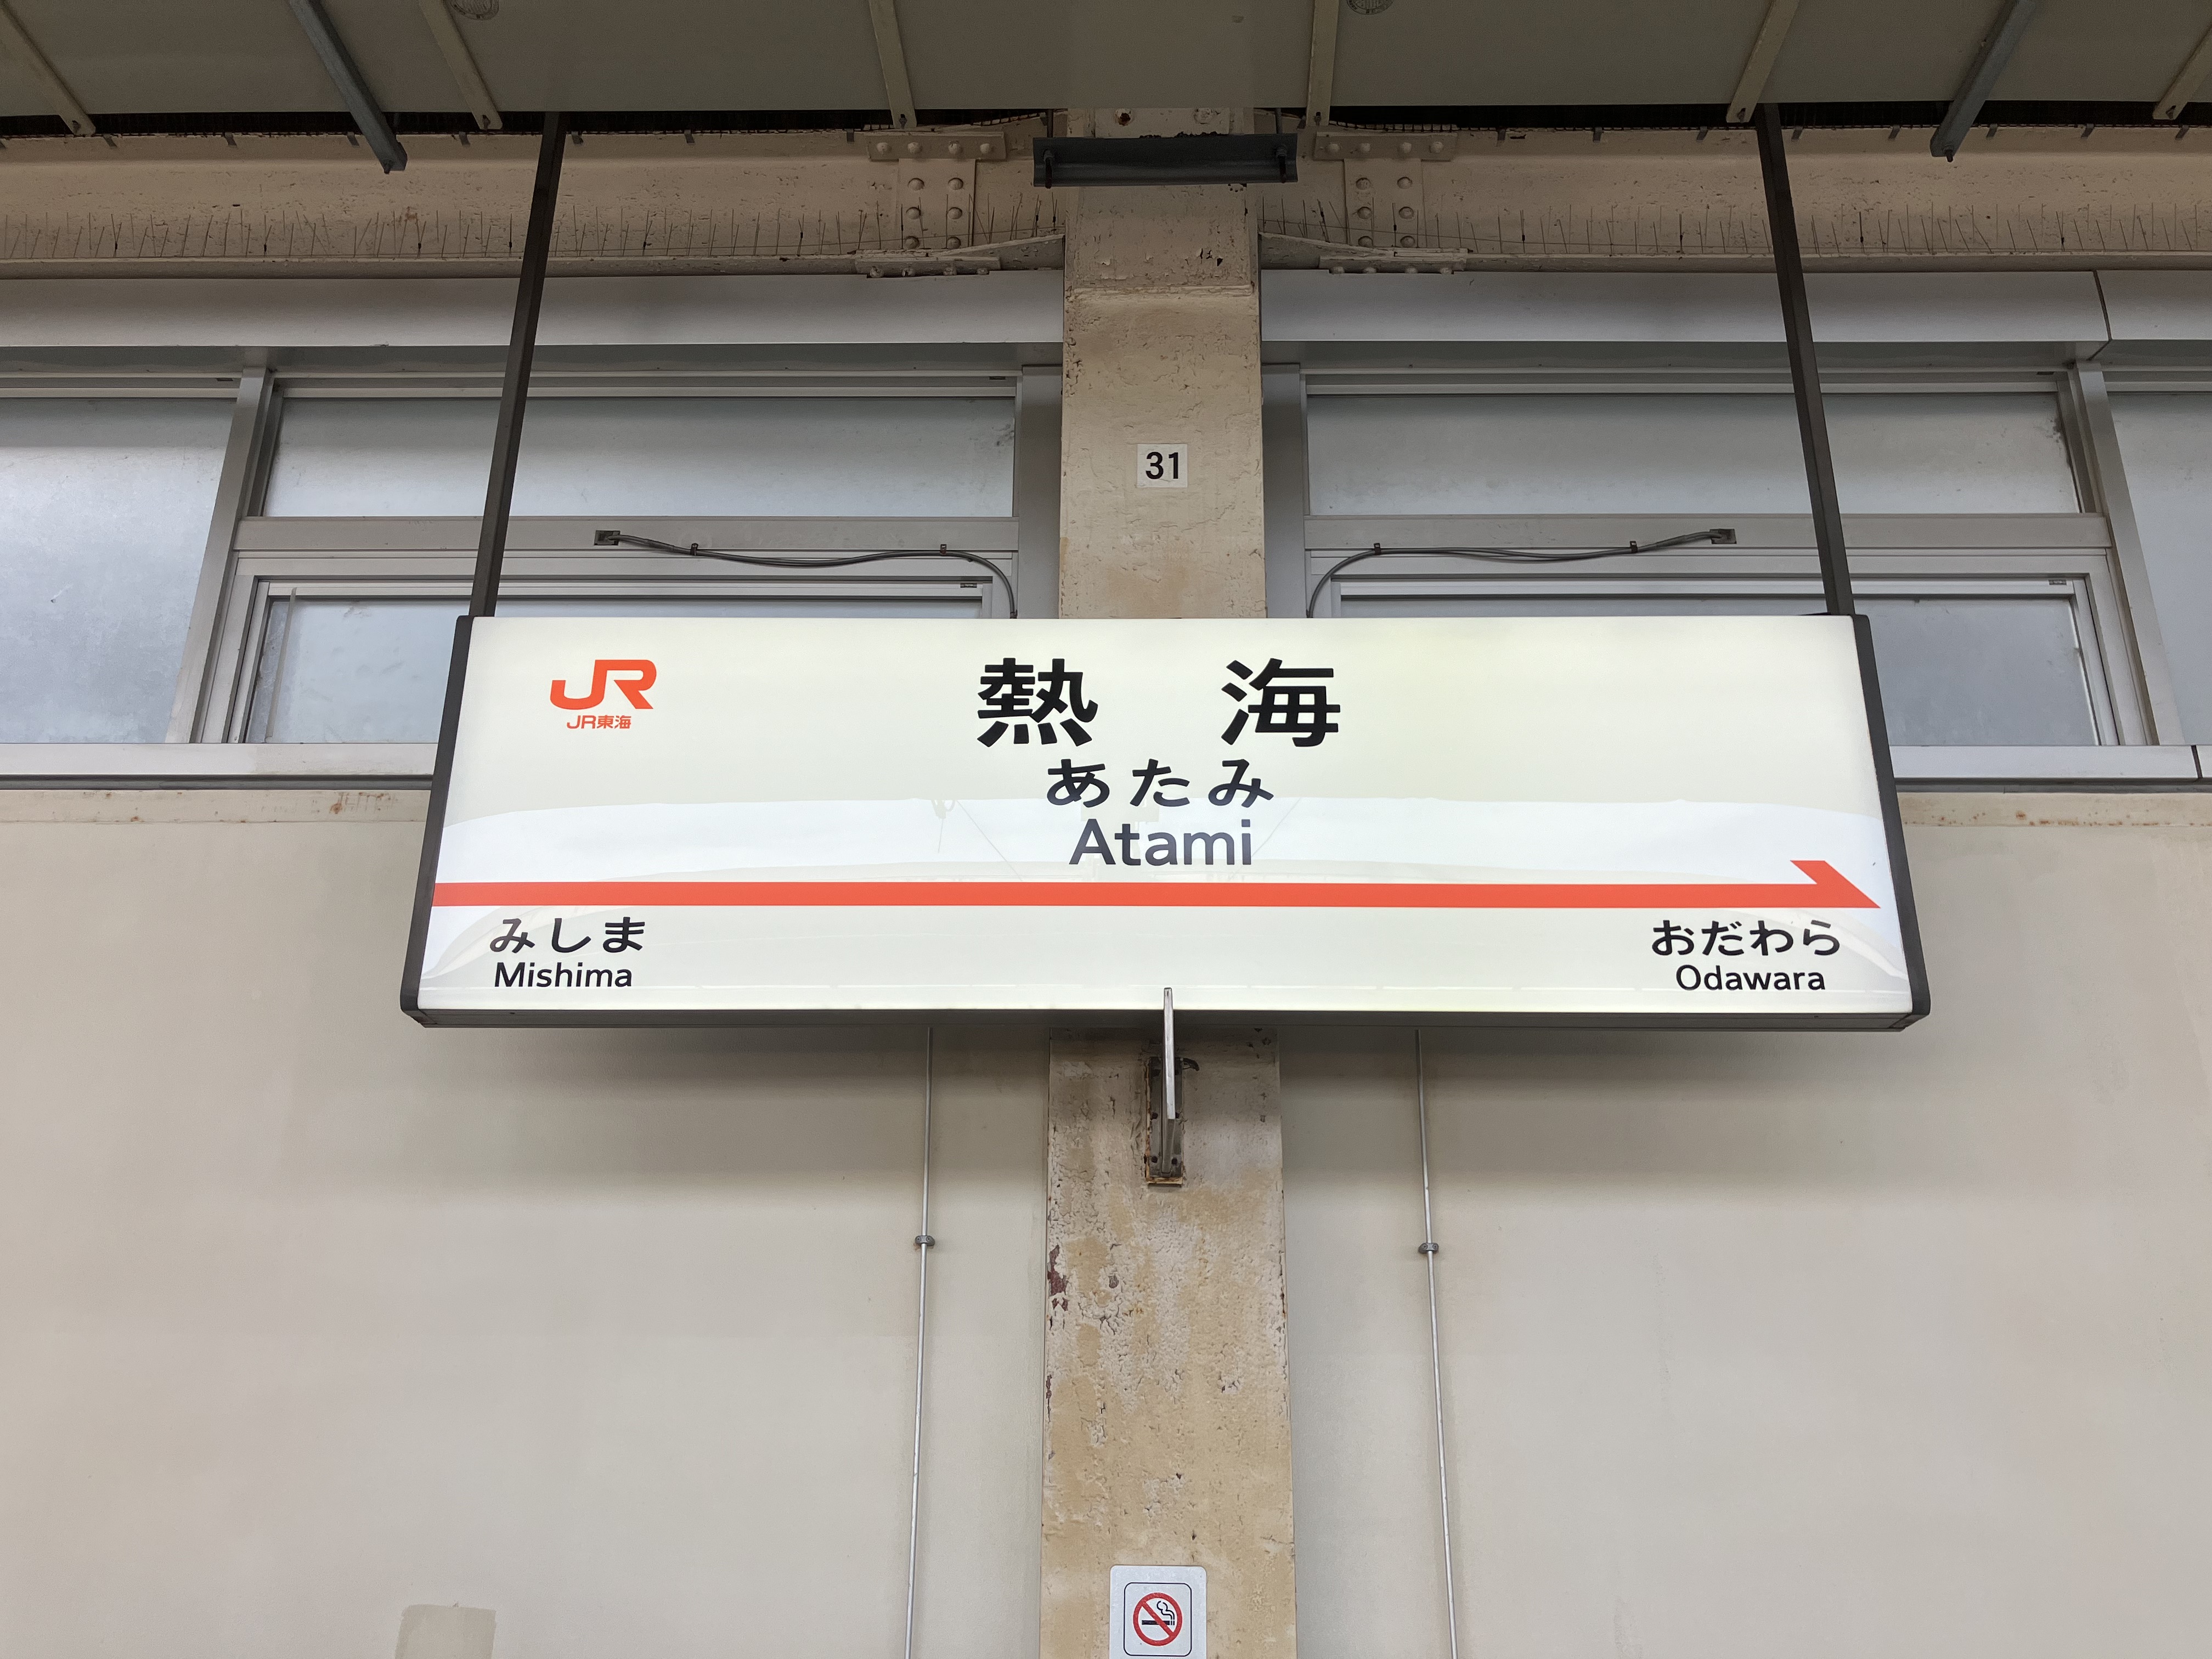 31
JR
JR東海
熱海
あたみ
Atami
みしま
Mishima
おだわら
Odawara